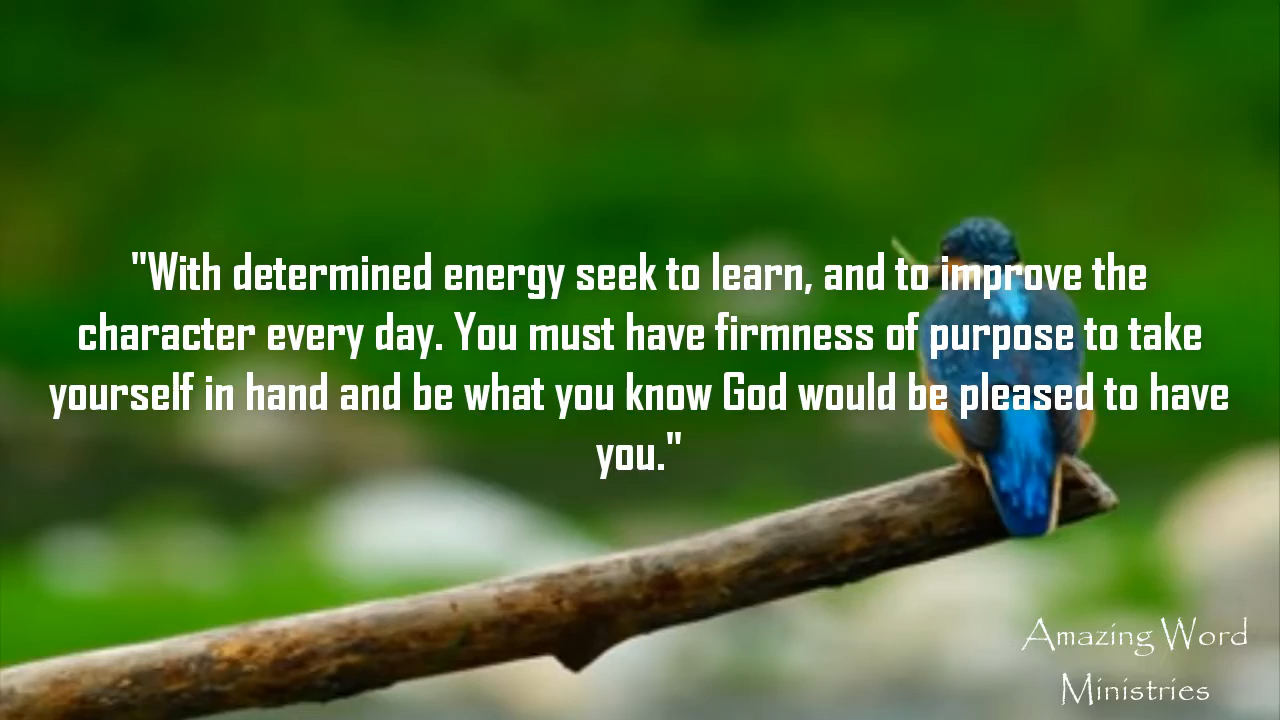 "With determined energy seek to learn, and to improve the
character every day. You must have firmness of purpose to take
yourself in hand and be what you know God would be pleased to have
you."
Amazing Word
Ministries